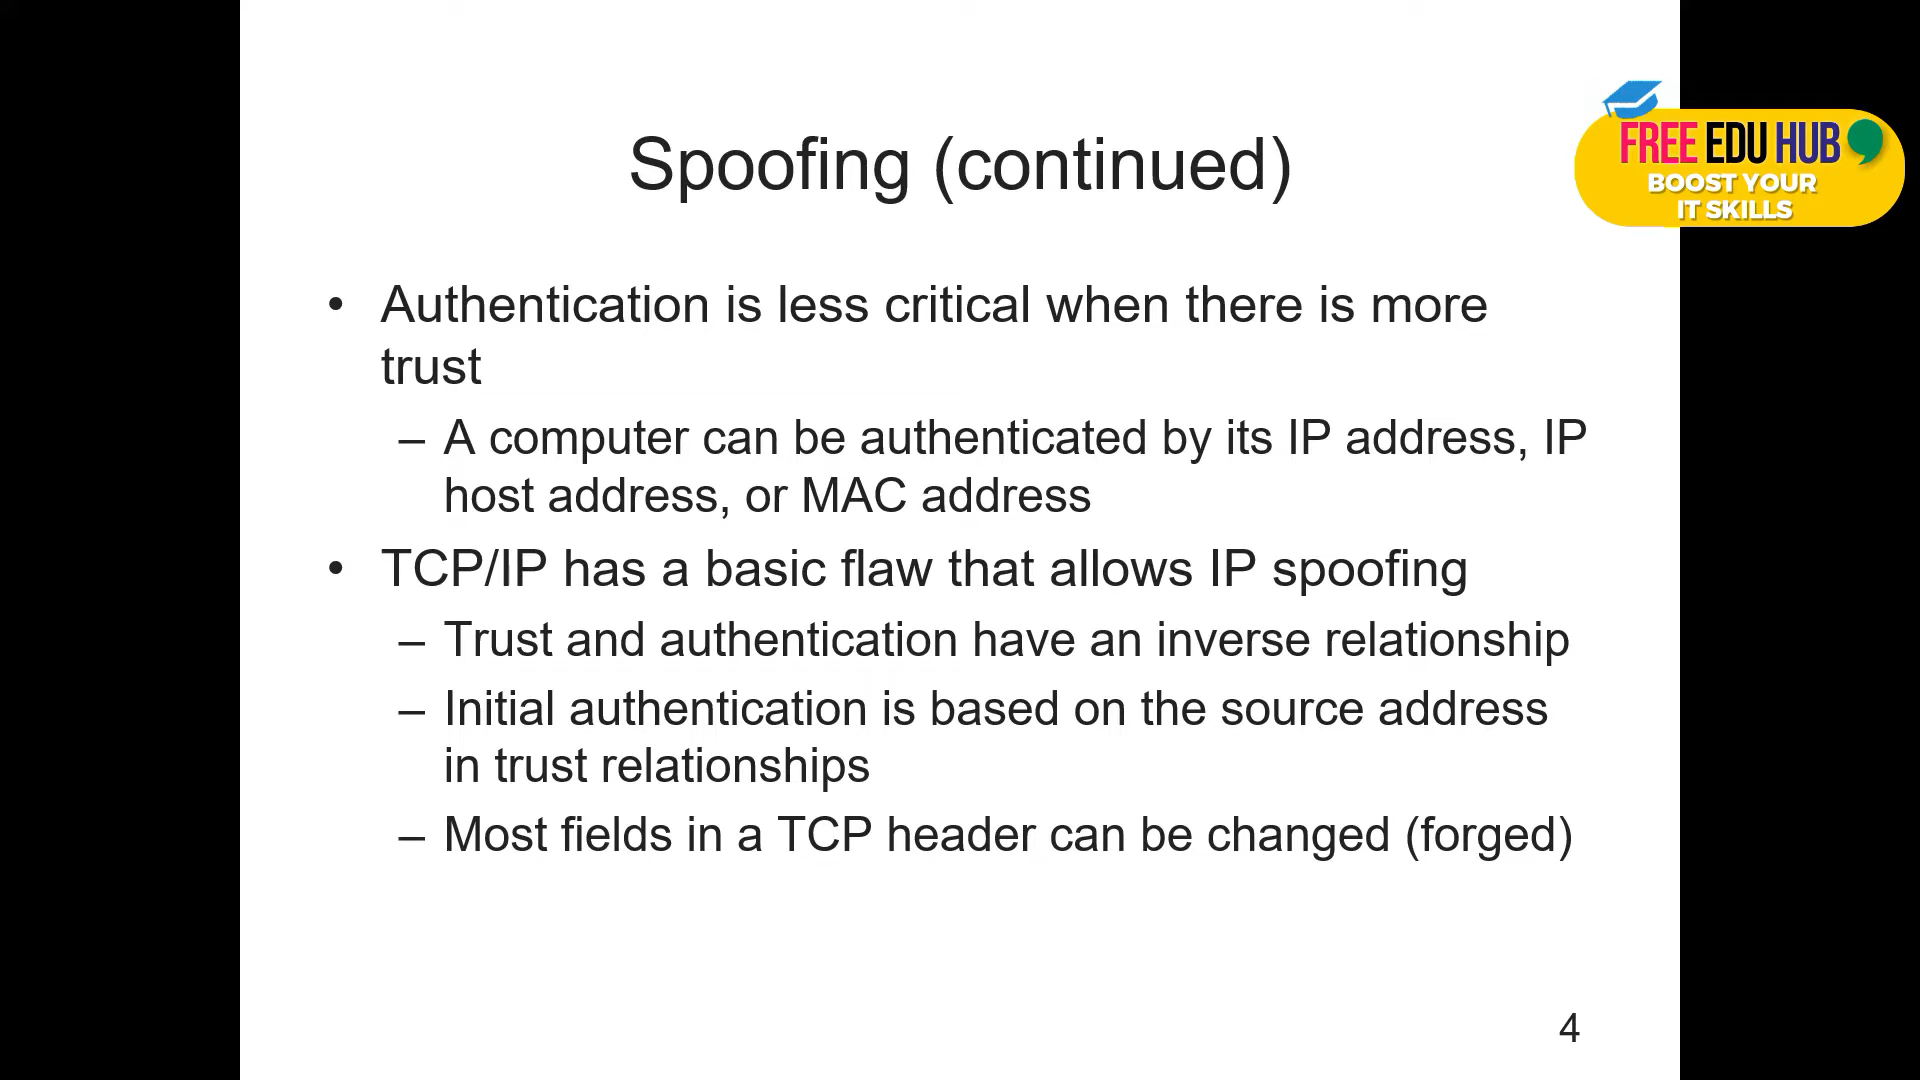 Spoofing (continued)
FREE EDU HUB
BOOST YOUR
IT SKILLS
• Authentication is less critical when there is more
trust
– A computer can be authenticated by its IP address, IP
host address, or MAC address
• TCP/IP has a basic flaw that allows IP spoofing
– Trust and authentication have an inverse relationship
– Initial authentication is based on the source address
in trust relationships
– Most fields in a TCP header can be changed (forged)
4